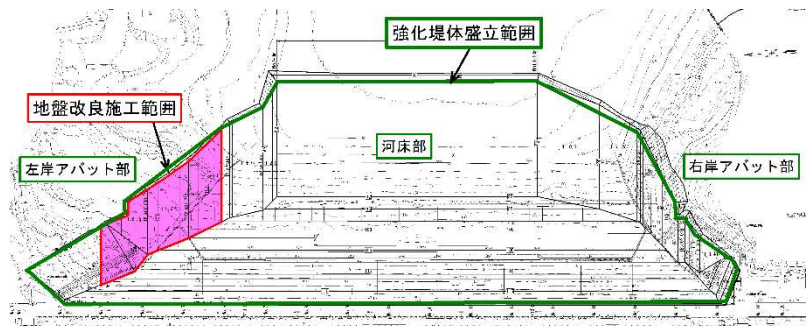 強化堤体盛立範囲
地盤改良施工範囲
左岸アバット部
河床部
右岸アバット部